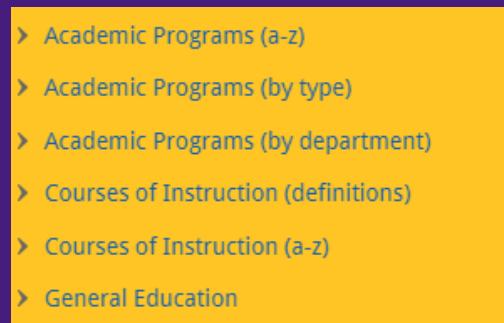 Academic Programs (a-z)
Academic Programs (by type)
Academic Programs (by department)
Courses of Instruction (definitions)
Courses of Instruction (a-z)
General Education